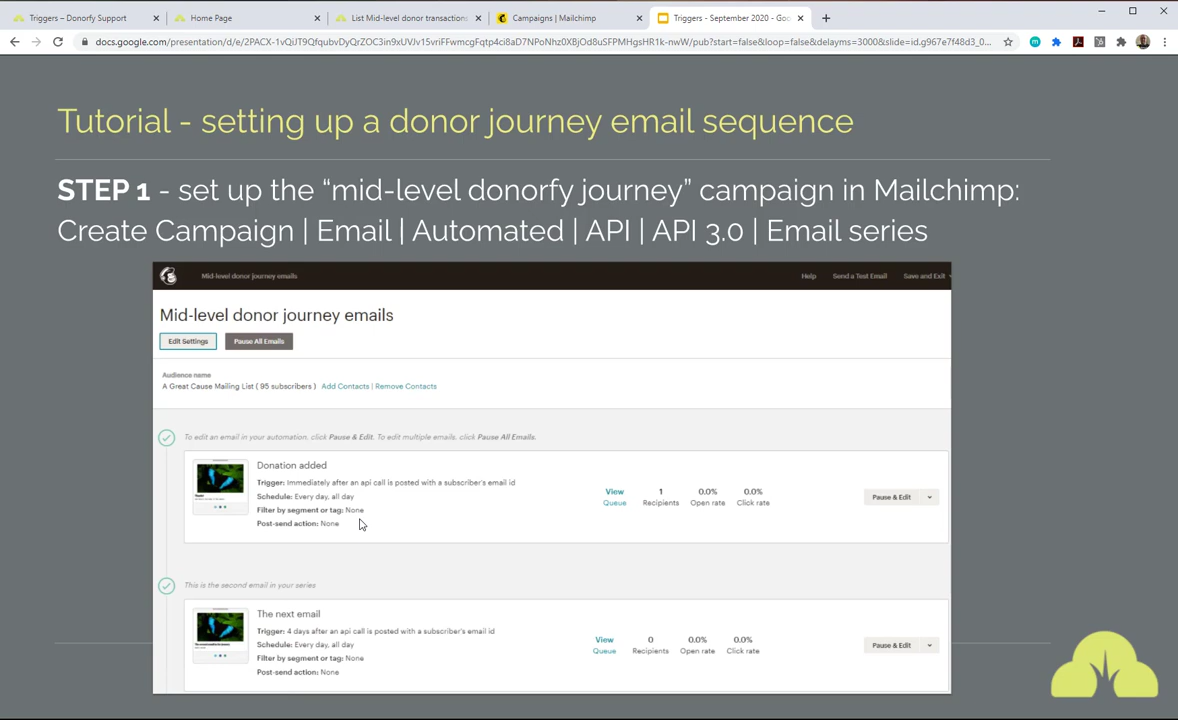 Triggers – Donorfy Support
Home Page
List Mid-level donor transactions
Campaigns | Mailchimp
Triggers - September 2020 - Goo
docs.google.com/presentation/d/e/2PACX-1vQiJT9QfqubvDyQrZOC3in9xUVJv15vriFFwmcgFqtp4ci8aD7NPoNhz0XBjOd8uSFPMHgsHR1k-nwW/pub?start=false&loop=false&delayms=3000&slide=id.g967e7f48d3_0...
Tutorial - setting up a donor journey email sequence
STEP 1 - set up the “mid-level donorfy journey” campaign in Mailchimp:
Create Campaign | Email | Automated | API | API 3.0 | Email series
Mid-level donor journey emails
Help Send a Test Email Save and Exit
Mid-level donor journey emails
Edit Settings Pause All Emails
Audience name
A Great Cause Mailing List ( 95 subscribers ) Add Contacts | Remove Contacts
To edit an email in your automation, click Pause & Edit. To edit multiple emails, click Pause All Emails.
Donation added
Trigger: Immediately after an api call is posted with a subscriber's email id
Schedule: Every day, all day
Filter by segment or tag: None
Post-send action: None
View 1 0.0% 0.0%
Queue Recipients Open rate Click rate
Pause & Edit
This is the second email in your series
The next email
Trigger: 4 days after an api call is posted with a subscriber's email id
Schedule: Every day, all day
Filter by segment or tag: None
Post-send action: None
View 0 0.0% 0.0%
Queue Recipients Open rate Click rate
Pause & Edit